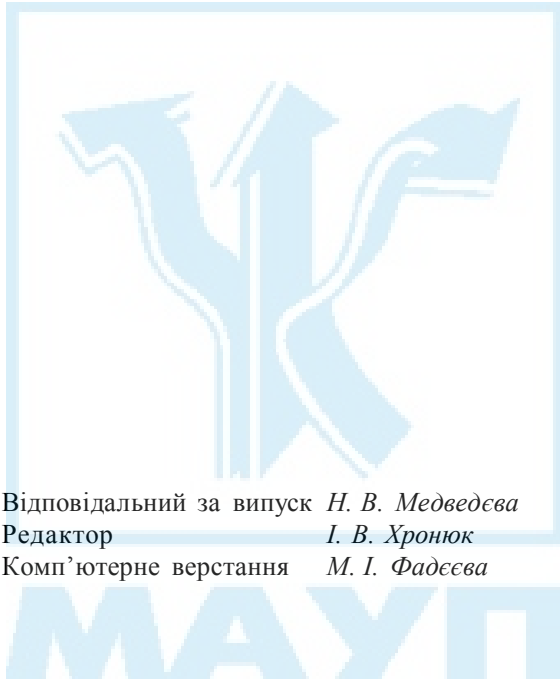 Відповідальний за випуск Н. В. Медведєва
Редактор І. В. Хронюк
Комп’ютерне верстання М. І. Фадєєва
МАУП